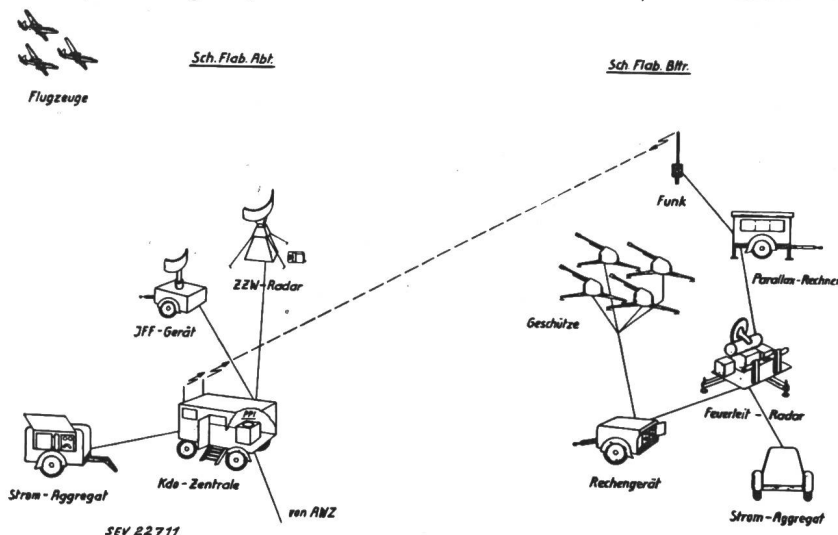 Sch. Flab. Abt.
Sch. Flab. Bttr.
Flugzeuge
Funk
ZZW-Radar
Parallax-Rechner
JFF-Gerät
Geschütze
PPI
Feuerleit-Radar
Strom-Aggregat
Kdo-Zentrale
Rechengerät
von AWZ
Strom-Aggregat
SEV 22711